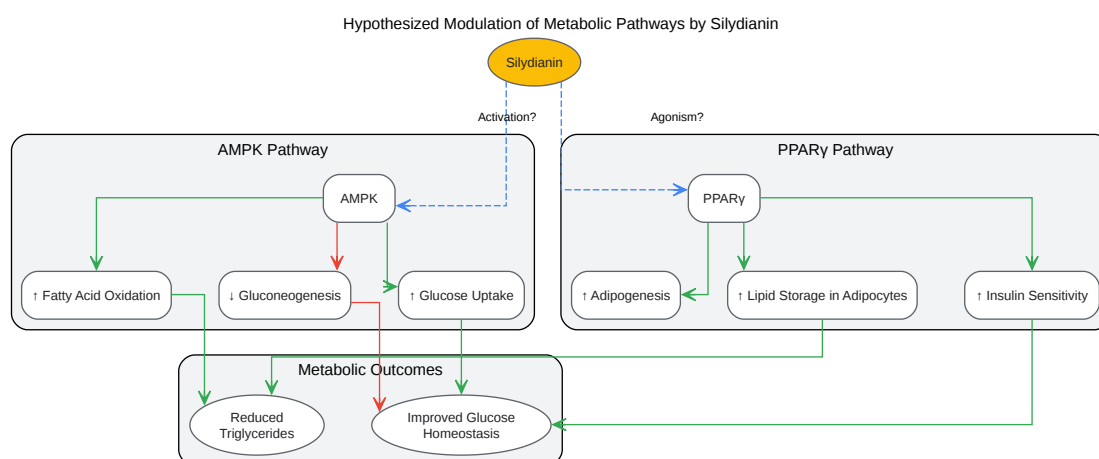 Hypothesized Modulation of Metabolic Pathways by Silydianin
Silydianin
Activation?
Agonism?
AMPK Pathway
PPARγ Pathway
AMPK
PPARγ
↑ Fatty Acid Oxidation
↓ Gluconeogenesis
↑ Glucose Uptake
↑ Adipogenesis
↑ Lipid Storage in Adipocytes
↑ Insulin Sensitivity
Metabolic Outcomes
Reduced
Triglycerides
Improved Glucose
Homeostasis